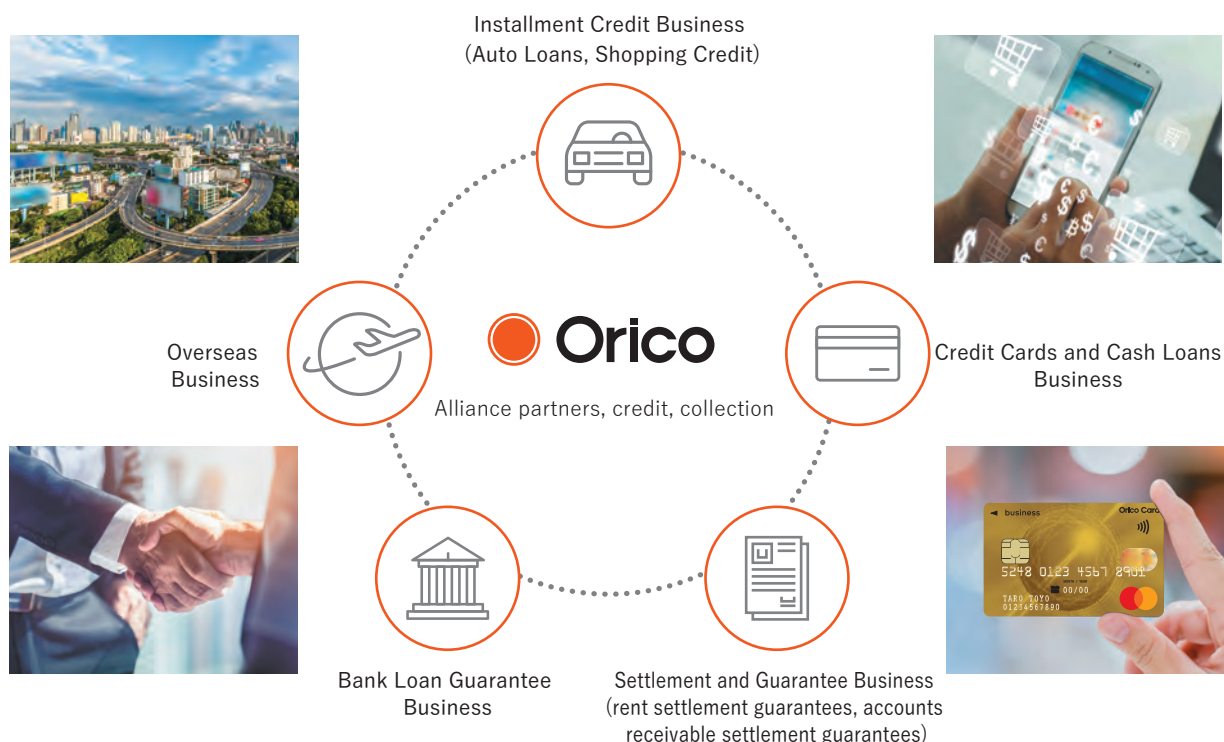 Installment Credit Business
(Auto Loans, Shopping Credit)
Orico
Alliance partners, credit, collection
Overseas
Business
Credit Cards and Cash Loans
Business
business
Orico Card
5248 0123 4567 8901
00/00
TARO TOYO
01234567890
Bank Loan Guarantee
Business
Settlement and Guarantee Business
(rent settlement guarantees, accounts
receivable settlement guarantees)